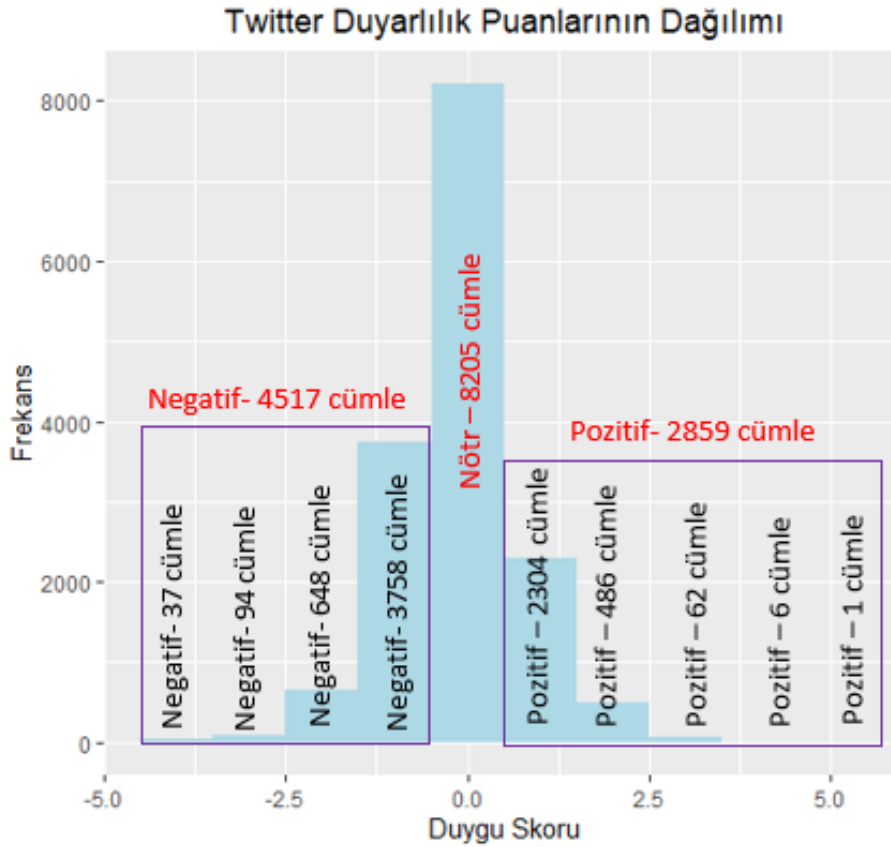 Twitter Duyarlılık Puanlarının Dağılımı
8000
6000
4000
2000
0
Frekans
Negatif- 4517 cümle
Nötr – 8205 cümle
Pozitif- 2859 cümle
Negatif- 37 cümle
Negatif- 94 cümle
Negatif- 648 cümle
Negatif- 3758 cümle
Pozitif – 2304 cümle
Pozitif – 486 cümle
Pozitif – 62 cümle
Pozitif – 6 cümle
Pozitif – 1 cümle
-5.0
-2.5
0.0
2.5
5.0
Duygu Skoru